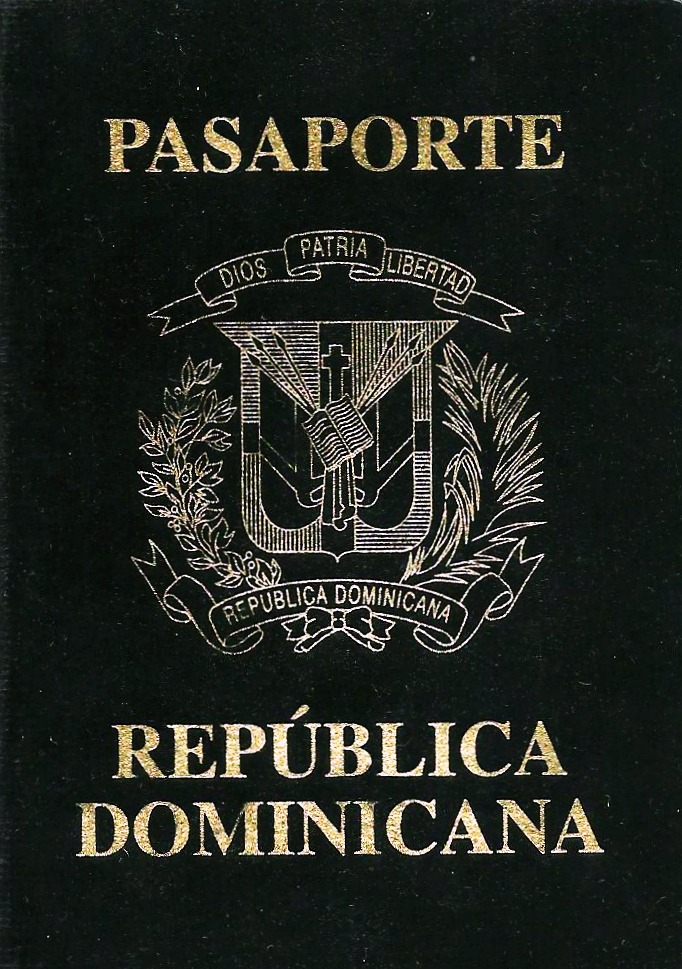 PASAPORTE
DIOS PATRIA LIBERTAD
REPUBLICA DOMINICANA
REPÚBLICA
DOMINICANA